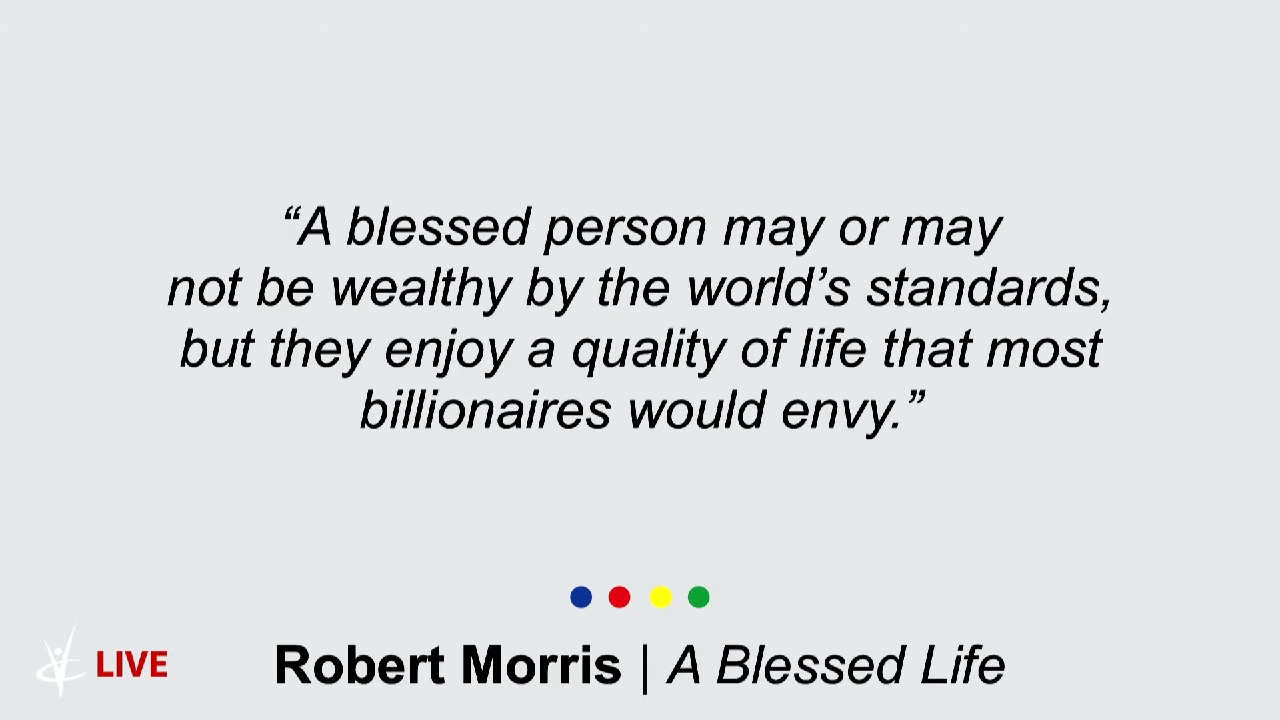 “A blessed person may or may
not be wealthy by the world’s standards,
but they enjoy a quality of life that most
billionaires would envy.”
LIVE
Robert Morris | A Blessed Life